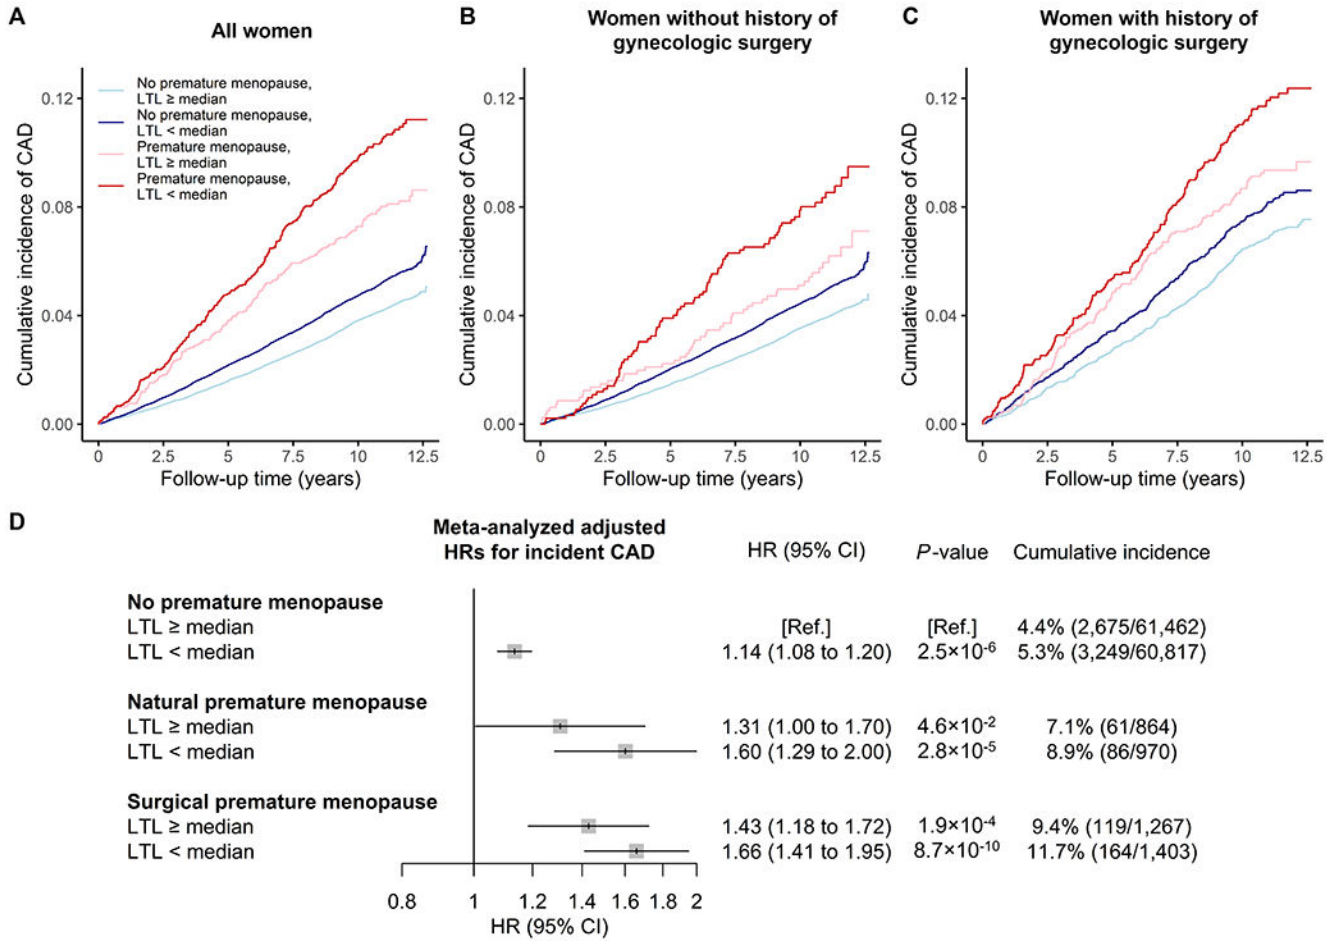 A
All women
0.12
0.08
0.04
0.00
Cumulative incidence of CAD
No premature menopause,
LTL ≥ median
No premature menopause,
LTL < median
Premature menopause,
LTL ≥ median
Premature menopause,
LTL < median
0 2.5 5 7.5 10 12.5
Follow-up time (years)
B
Women without history of
gynecologic surgery
0.12
0.08
0.04
0.00
Cumulative incidence of CAD
0 2.5 5 7.5 10 12.5
Follow-up time (years)
C
Women with history of
gynecologic surgery
0.12
0.08
0.04
0.00
Cumulative incidence of CAD
0 2.5 5 7.5 10 12.5
Follow-up time (years)
D
Meta-analyzed adjusted
HRs for incident CAD
HR (95% CI) P-value Cumulative incidence
No premature menopause
LTL ≥ median [Ref.] [Ref.] 4.4% (2,675/61,462)
LTL < median 1.14 (1.08 to 1.20) 2.5×10⁻⁶ 5.3% (3,249/60,817)
Natural premature menopause
LTL ≥ median 1.31 (1.00 to 1.70) 4.6×10⁻² 7.1% (61/864)
LTL < median 1.60 (1.29 to 2.00) 2.8×10⁻⁵ 8.9% (86/970)
Surgical premature menopause
LTL ≥ median 1.43 (1.18 to 1.72) 1.9×10⁻⁴ 9.4% (119/1,267)
LTL < median 1.66 (1.41 to 1.95) 8.7×10⁻¹⁰ 11.7% (164/1,403)
0.8 1 1.2 1.4 1.6 1.8 2
HR (95% CI)